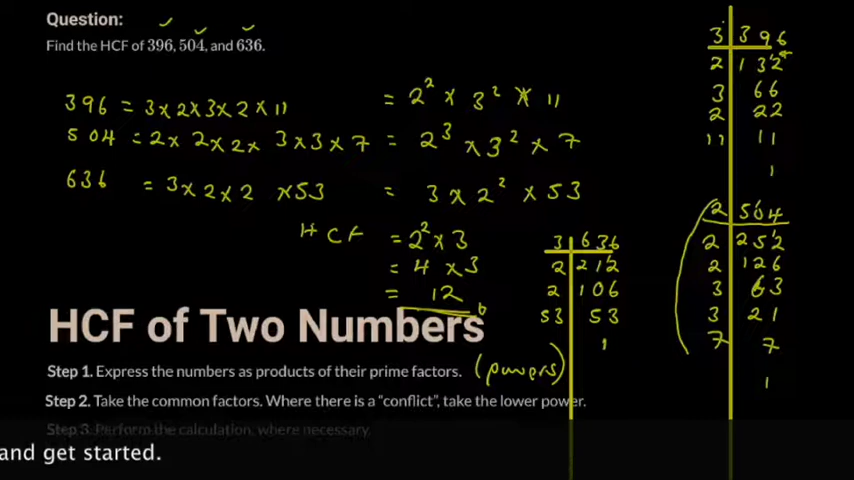 Question:
Find the HCF of 396, 504, and 636.
396 = 3 × 2 × 3 × 2 × 11 = 2² × 3² × 11
504 = 2 × 2 × 2 × 3 × 3 × 7 = 2³ × 3² × 7
636 = 3 × 2 × 2 × 53 = 3 × 2² × 53
HCF = 2² × 3
= 4 × 3
= 12
3 636
2 212
2 106
53 53
1
3 396
2 132
3 66
2 22
11 11
1
2 504
2 252
2 126
3 63
3 21
7 7
1
HCF of Two Numbers
Step 1. Express the numbers as products of their prime factors. (powers)
Step 2. Take the common factors. Where there is a "conflict", take the lower power.
Step 3. Perform the calculation, where necessary.
and get started.